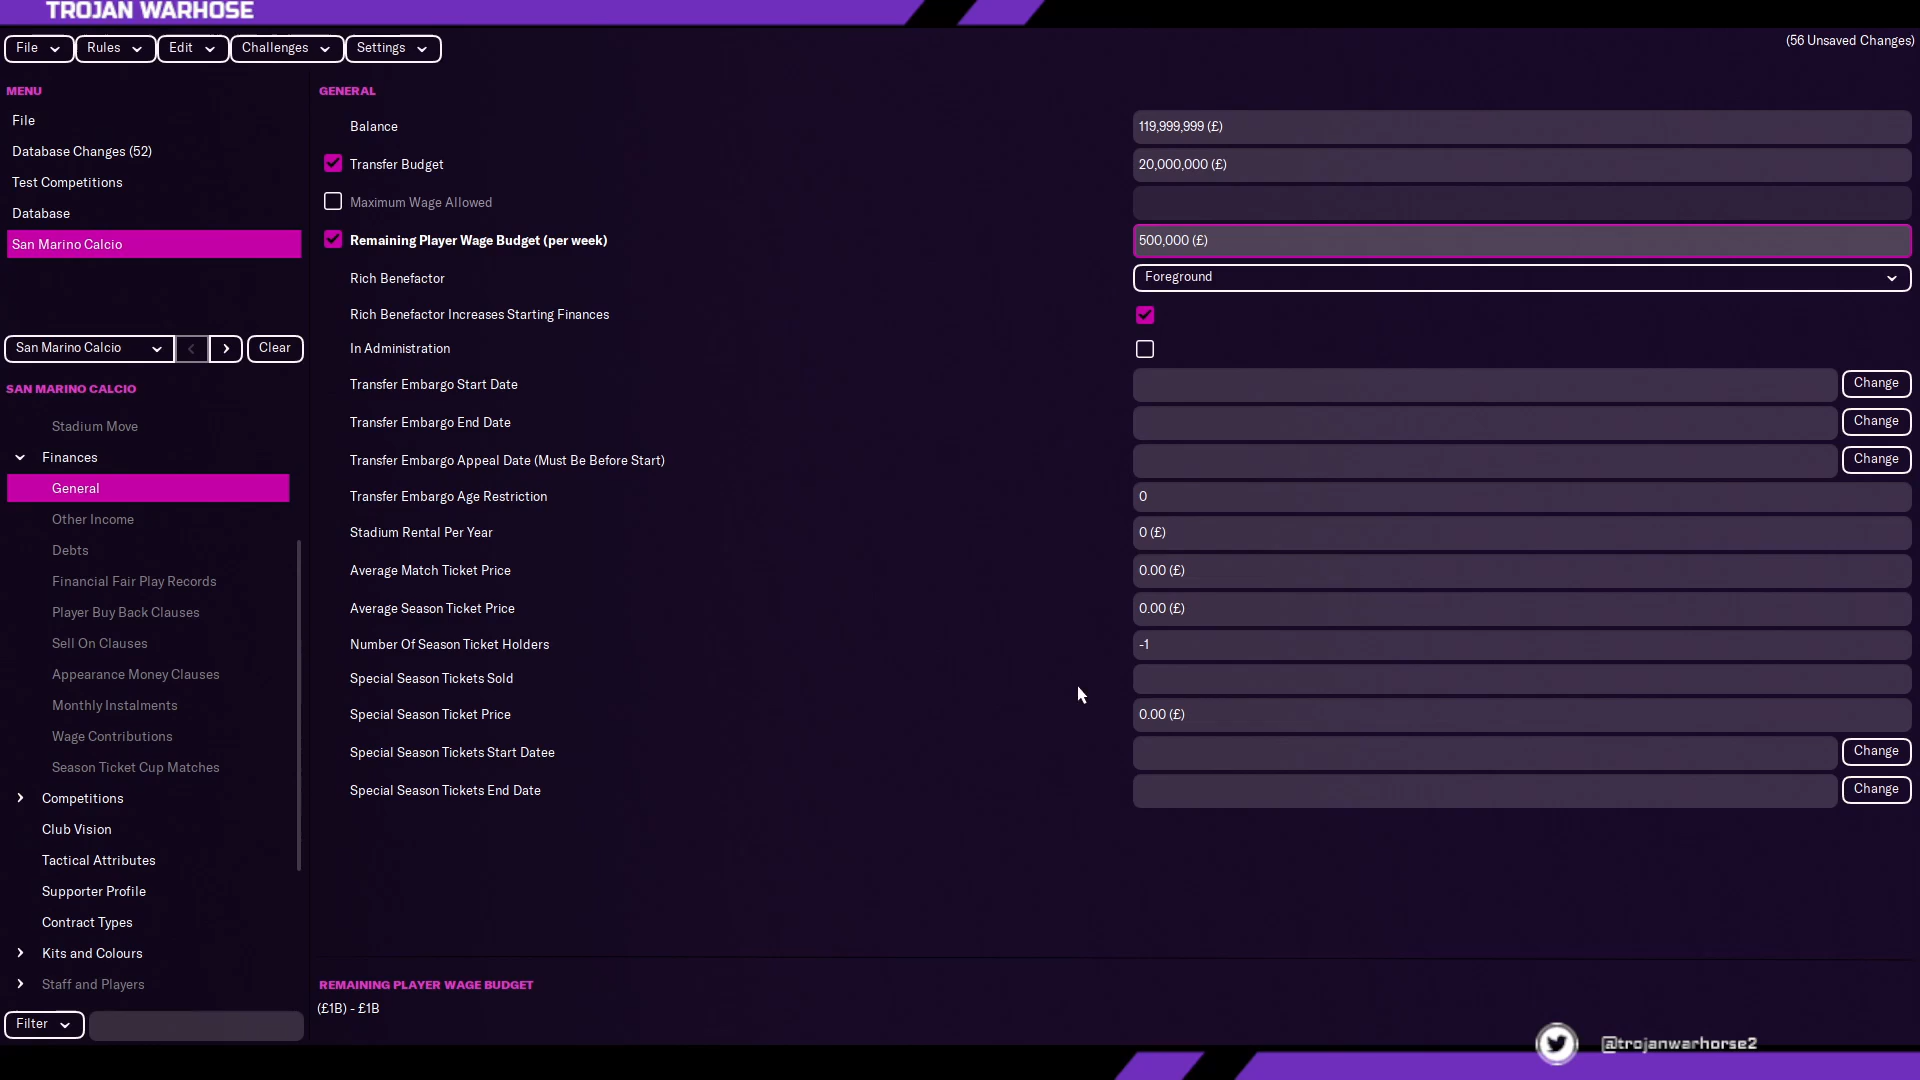 TROJAN WARHOSE
File
Rules
Edit
Challenges
Settings
(56 Unsaved Changes)
MENU
File
Database Changes (52)
Test Competitions
Database
San Marino Calcio
San Marino Calcio
Clear
SAN MARINO CALCIO
Stadium Move
Finances
General
Other Income
Debts
Financial Fair Play Records
Player Buy Back Clauses
Sell On Clauses
Appearance Money Clauses
Monthly Instalments
Wage Contributions
Season Ticket Cup Matches
Competitions
Club Vision
Tactical Attributes
Supporter Profile
Contract Types
Kits and Colours
Staff and Players
Filter
GENERAL
Balance 119,999,999 (£)
Transfer Budget 20,000,000 (£)
Maximum Wage Allowed
Remaining Player Wage Budget (per week) 500,000 (£)
Rich Benefactor Foreground
Rich Benefactor Increases Starting Finances
In Administration
Transfer Embargo Start Date Change
Transfer Embargo End Date Change
Transfer Embargo Appeal Date (Must Be Before Start) Change
Transfer Embargo Age Restriction 0
Stadium Rental Per Year 0 (£)
Average Match Ticket Price 0.00 (£)
Average Season Ticket Price 0.00 (£)
Number Of Season Ticket Holders -1
Special Season Tickets Sold
Special Season Ticket Price 0.00 (£)
Special Season Tickets Start Datee Change
Special Season Tickets End Date Change
REMAINING PLAYER WAGE BUDGET
(£1B) - £1B
@trojanwarhorse2